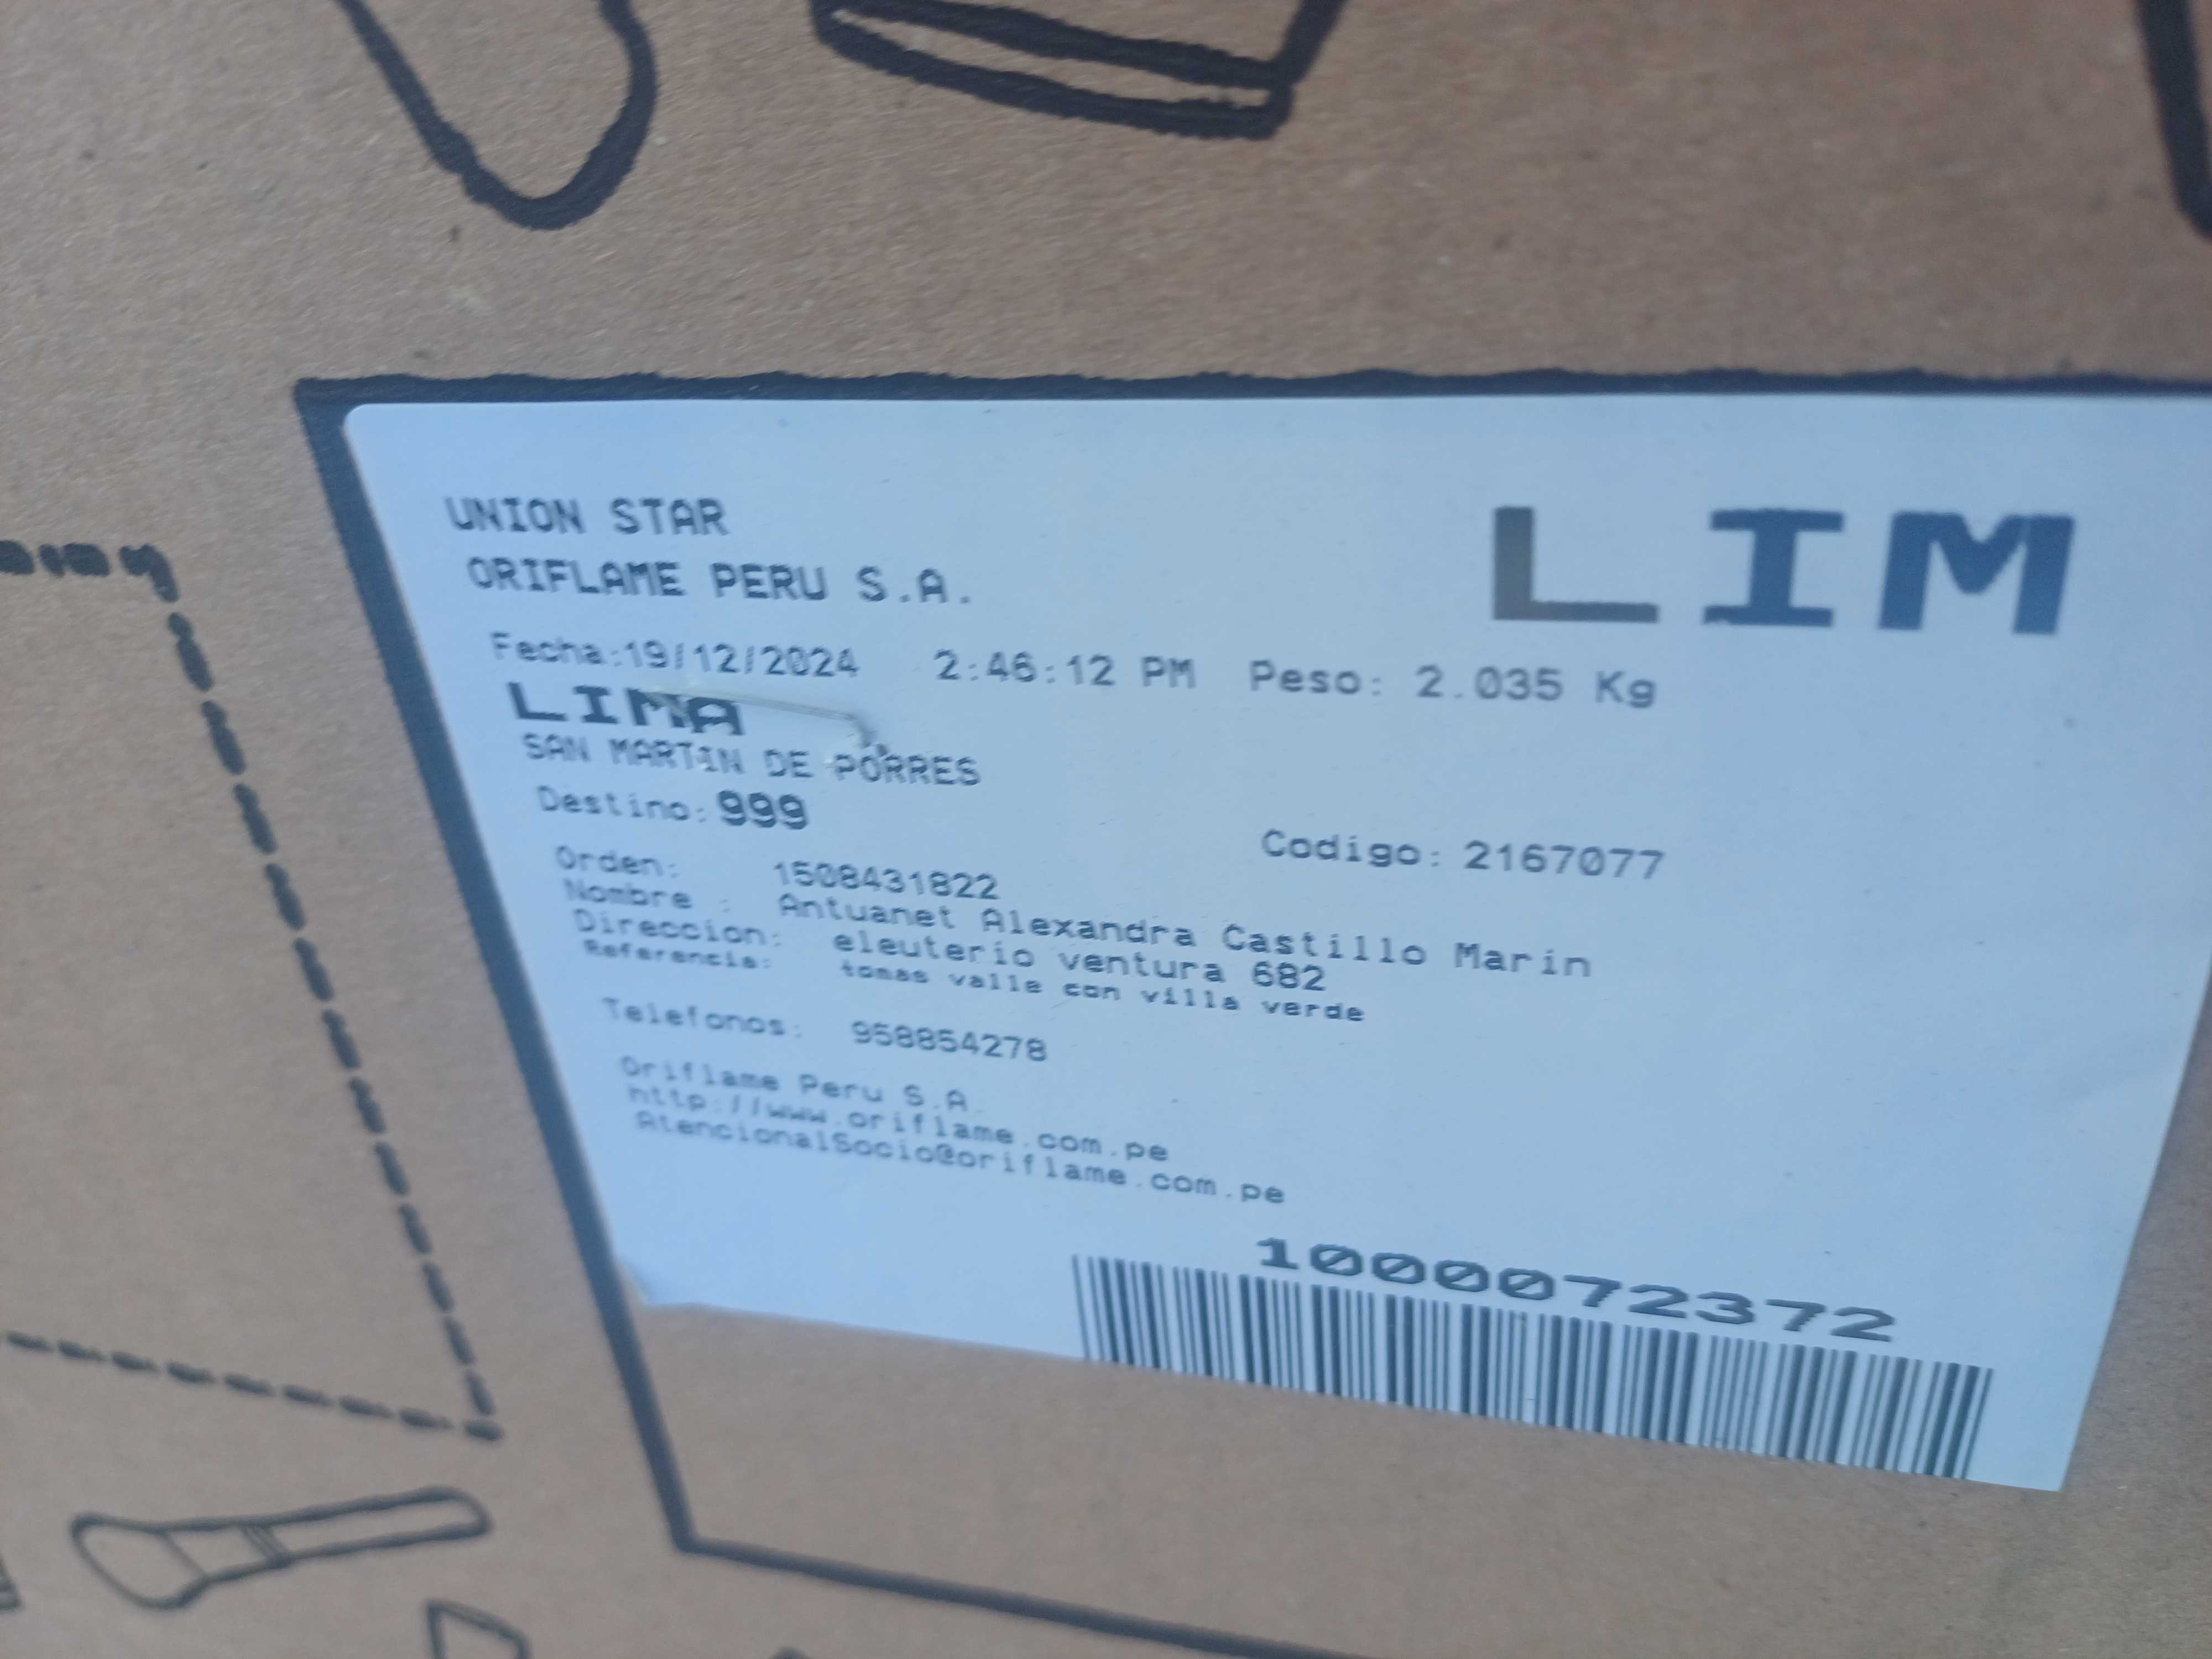 UNION STAR
LIM
ORIFLAME PERU S.A.
Fecha:19/12/2024 2:46:12 PM Peso: 2.035 Kg
LIMA
SAN MARTIN DE PORRES
Destino: 999
Codigo: 2167077
Orden: 1508431822
Nombre : Antuanet Alexandra Castillo Marin
Direccion: eleuterio ventura 682
Referencia: tomas valle con villa verde
Telefonos: 958854278
Oriflame Peru S.A.
http://www.oriflame.com.pe
AtencionalSocio@oriflame.com.pe
1000072372